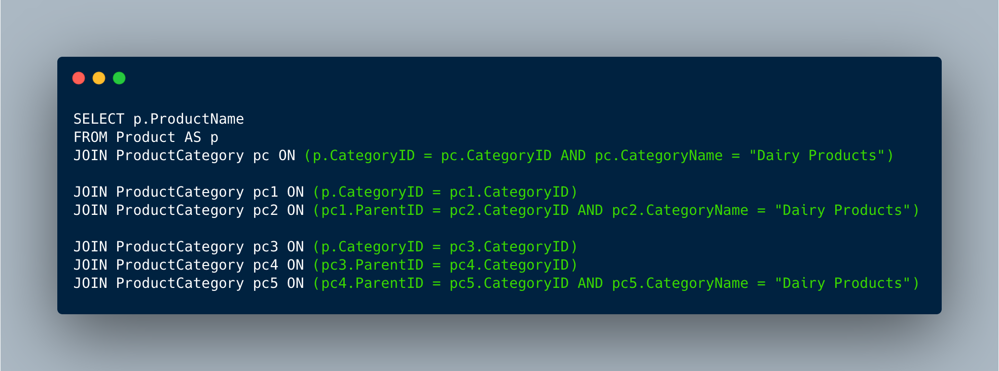 SELECT p.ProductName
FROM Product AS p
JOIN ProductCategory pc ON (p.CategoryID = pc.CategoryID AND pc.CategoryName = "Dairy Products")
JOIN ProductCategory pc1 ON (p.CategoryID = pc1.CategoryID)
JOIN ProductCategory pc2 ON (pc1.ParentID = pc2.CategoryID AND pc2.CategoryName = "Dairy Products")
JOIN ProductCategory pc3 ON (p.CategoryID = pc3.CategoryID)
JOIN ProductCategory pc4 ON (pc3.ParentID = pc4.CategoryID)
JOIN ProductCategory pc5 ON (pc4.ParentID = pc5.CategoryID AND pc5.CategoryName = "Dairy Products")